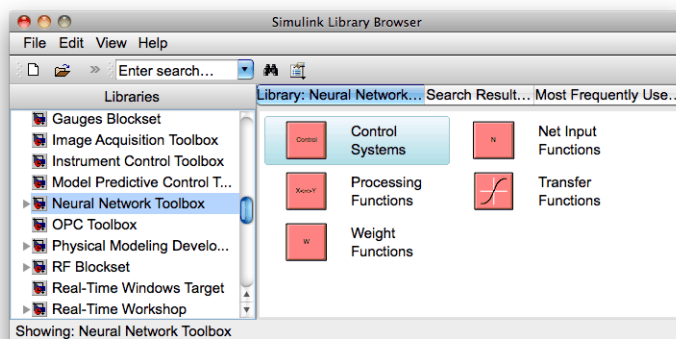 Simulink Library Browser
File Edit View Help
» Enter search...
Libraries
Library: Neural Network... Search Result... Most Frequently Use...
Gauges Blockset
Image Acquisition Toolbox
Instrument Control Toolbox
Model Predictive Control T...
Neural Network Toolbox
OPC Toolbox
Physical Modeling Develo...
RF Blockset
Real-Time Windows Target
Real-Time Workshop
Control
Control
Systems
N
Net Input
Functions
X<=>Y
Processing
Functions
Transfer
Functions
W
Weight
Functions
Showing: Neural Network Toolbox